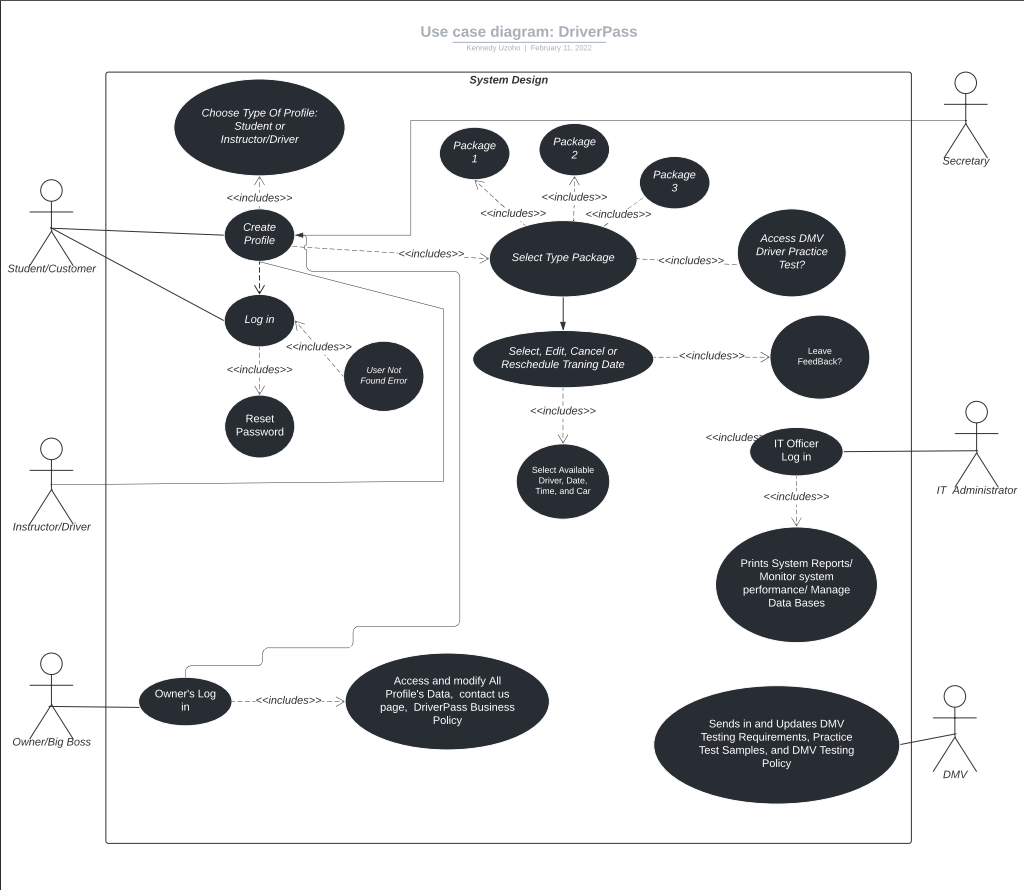 Use case diagram: DriverPass
Kennedy Uzoho | February 11, 2022
System Design
Choose Type Of Profile:
Student or
Instructor/Driver
Package
1
Package
2
Package
3
Secretary
<<includes>>
<<includes>>
<<includes>>
<<includes>>
Student/Customer
Create
Profile
<<includes>>
Select Type Package
<<includes>>
Access DMV
Driver Practice
Test?
Log in
<<includes>>
User Not
Found Error
<<includes>>
Reset
Password
Select, Edit, Cancel or
Reschedule Traning Date
<<includes>>
Leave
FeedBack?
<<includes>>
Select Available
Driver, Date,
Time, and Car
<<includes
IT Officer
Log in
IT Administrator
<<includes>>
Prints System Reports/
Monitor system
performance/ Manage
Data Bases
Instructor/Driver
Owner/Big Boss
Owner's Log
in
<<includes>>
Access and modify All
Profile's Data, contact us
page, DriverPass Business
Policy
Sends in and Updates DMV
Testing Requirements, Practice
Test Samples, and DMV Testing
Policy
DMV